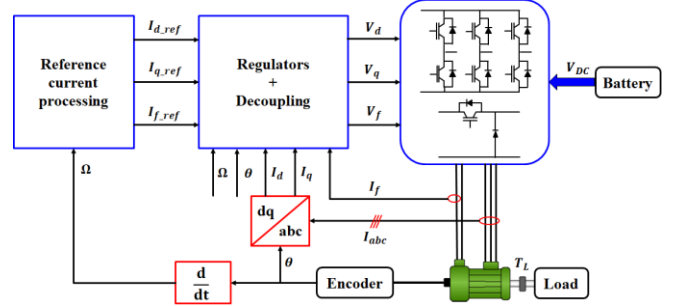 I_d_ref
V_d
Reference
current
processing
I_q_ref
Regulators
+
Decoupling
V_q
V_DC
Battery
I_f_ref
V_f
Ω
Ω
θ
I_d
I_q
I_f
dq
abc
I_abc
θ
d
dt
Encoder
T_L
Load